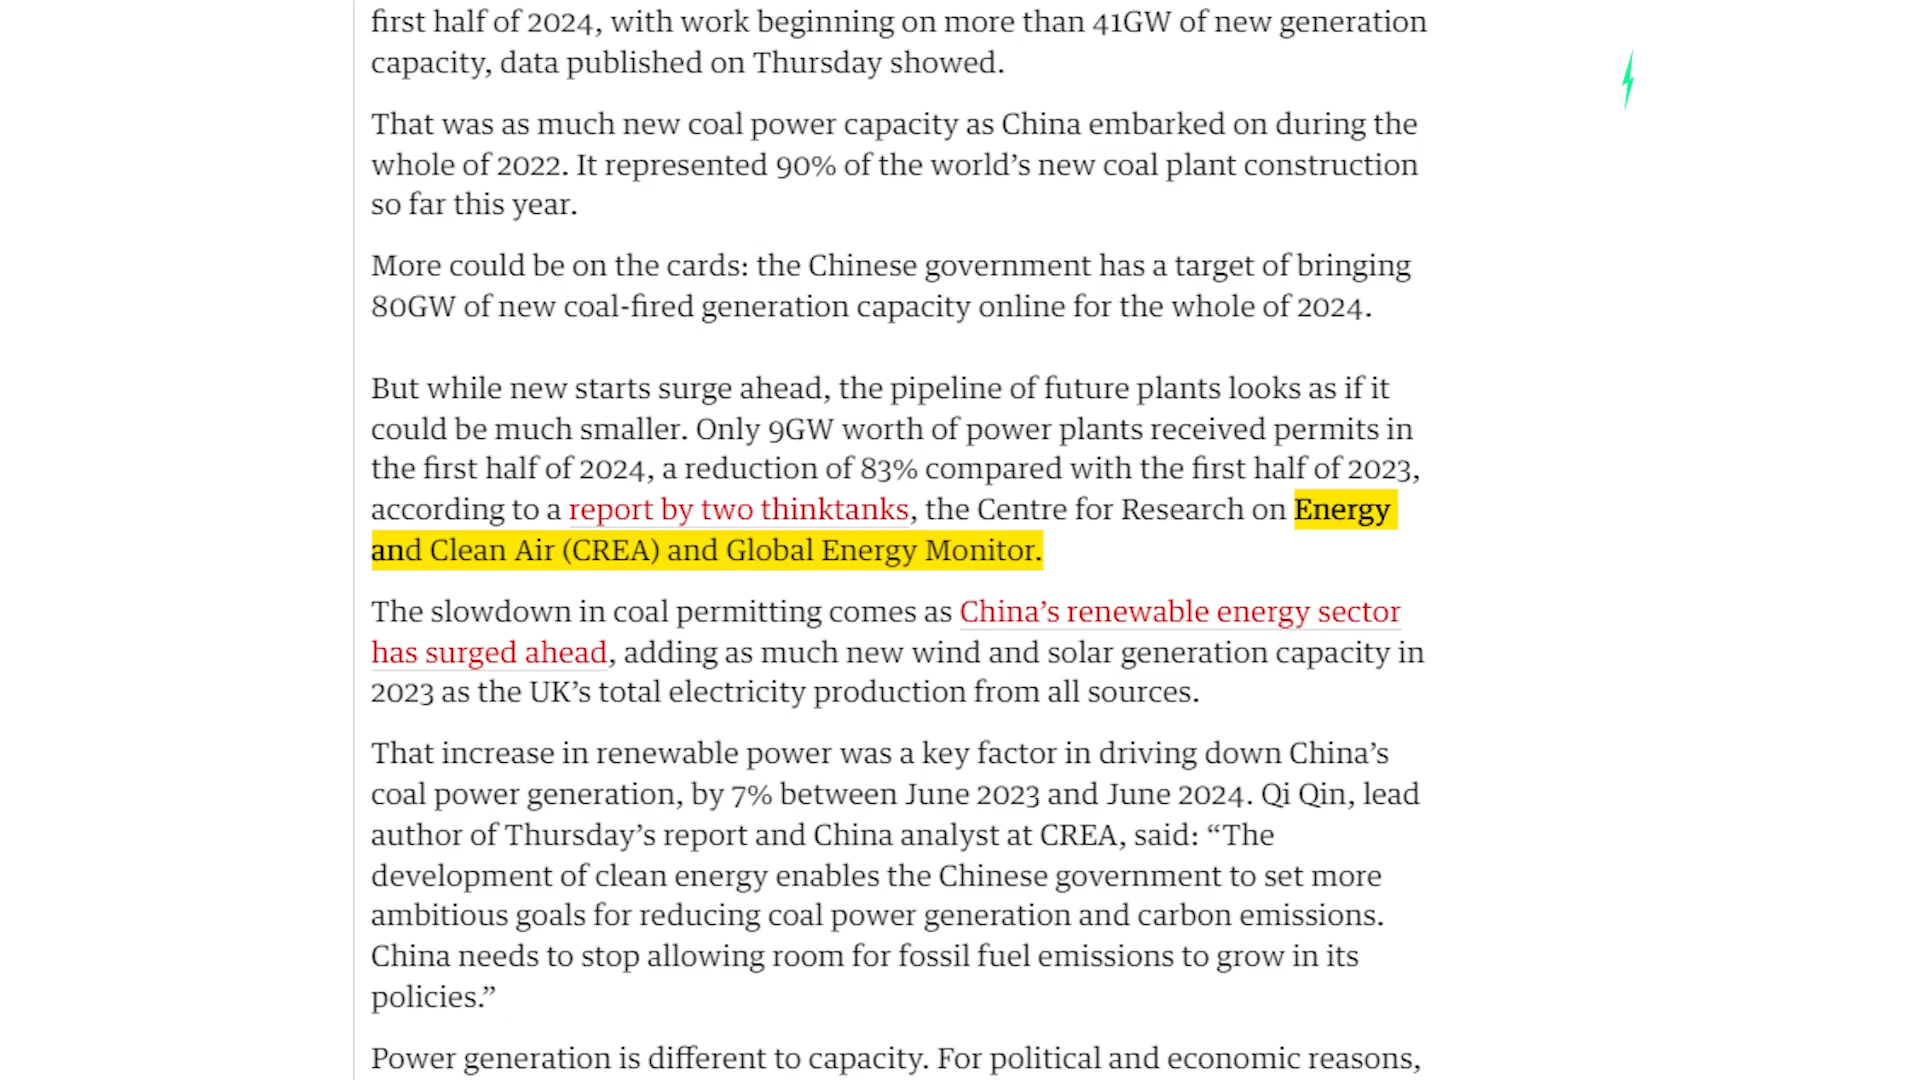 first half of 2024, with work beginning on more than 41GW of new generation
capacity, data published on Thursday showed.
That was as much new coal power capacity as China embarked on during the
whole of 2022. It represented 90% of the world’s new coal plant construction
so far this year.
More could be on the cards: the Chinese government has a target of bringing
80GW of new coal-fired generation capacity online for the whole of 2024.
But while new starts surge ahead, the pipeline of future plants looks as if it
could be much smaller. Only 9GW worth of power plants received permits in
the first half of 2024, a reduction of 83% compared with the first half of 2023,
according to a report by two thinktanks, the Centre for Research on Energy
and Clean Air (CREA) and Global Energy Monitor.
The slowdown in coal permitting comes as China’s renewable energy sector
has surged ahead, adding as much new wind and solar generation capacity in
2023 as the UK’s total electricity production from all sources.
That increase in renewable power was a key factor in driving down China’s
coal power generation, by 7% between June 2023 and June 2024. Qi Qin, lead
author of Thursday’s report and China analyst at CREA, said: “The
development of clean energy enables the Chinese government to set more
ambitious goals for reducing coal power generation and carbon emissions.
China needs to stop allowing room for fossil fuel emissions to grow in its
policies.”
Power generation is different to capacity. For political and economic reasons,